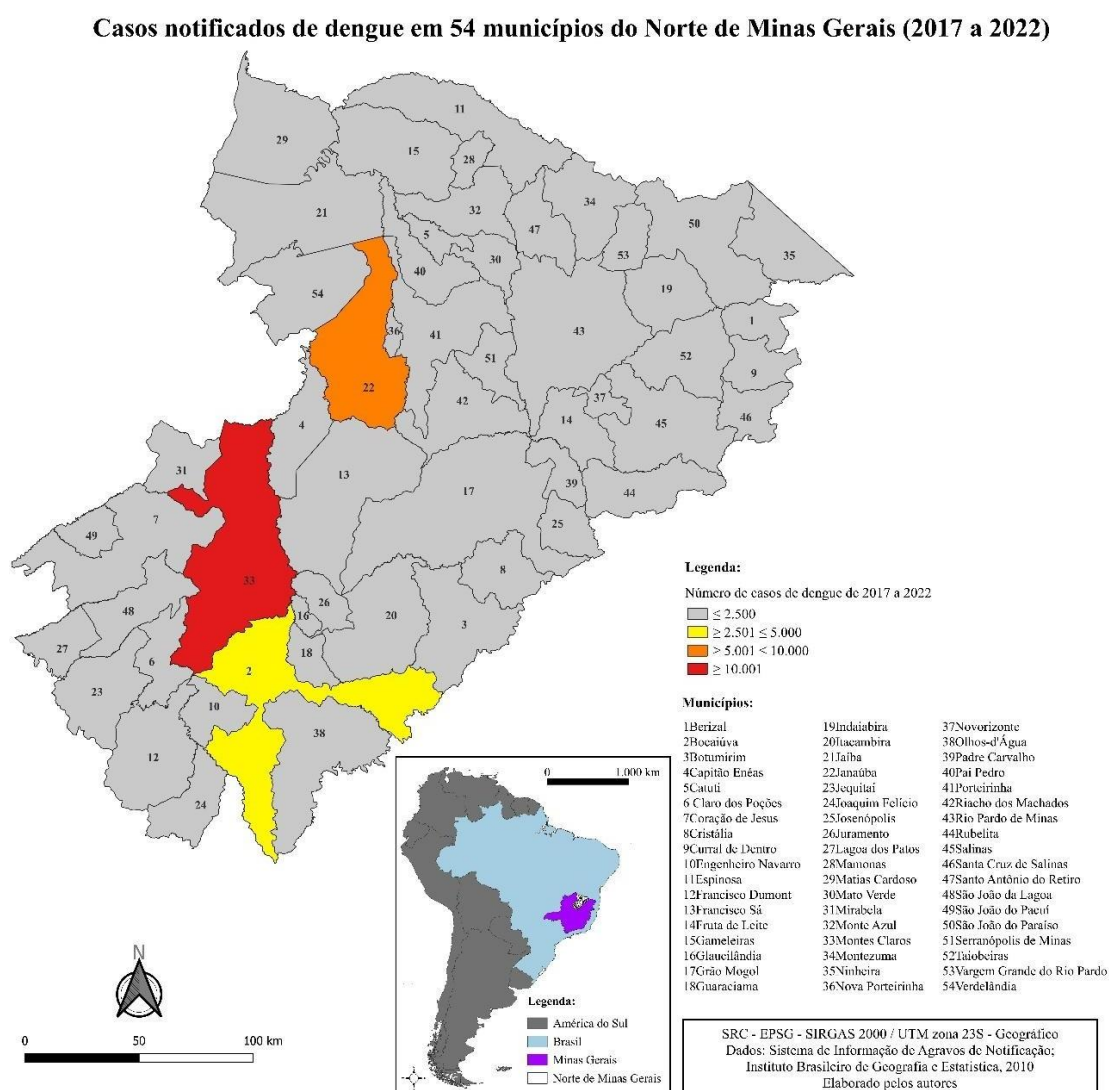 Casos notificados de dengue em 54 municípios do Norte de Minas Gerais (2017 a 2022)
11
29
15
28
34
32
21
47
50
5
53
35
40
30
54
19
1
36
41
43
51
52
9
22
42
37
14
46
4
45
31
13
17
39
44
7
49
25
8
33
26
48
16
20
3
27
18
6
2
23
10
38
12
24
Legenda:
Número de casos de dengue de 2017 a 2022
≤ 2.500
≥ 2.501 ≤ 5.000
≥ 5.001 ≤ 10.000
≥ 10.001
Municípios:
1Berizal
2Bocaiúva
3Botumirim
4Capitão Enéas
5Catuti
6 Claro dos Poções
7Coração de Jesus
8Cristália
9Curral de Dentro
10Engenheiro Navarro
11Espinosa
12Francisco Dumont
13Francisco Sá
14Fruta de Leite
15Gameleiras
16Glaucilândia
17Grão Mogol
18Guaraciama
19Indaiabira
20Itacambira
21Jaíba
22Janaúba
23Jequitaí
24Joaquim Felício
25Josenópolis
26Juramento
27Lagoa dos Patos
28Mamonas
29Matias Cardoso
30Mato Verde
31Mirabela
32Monte Azul
33Montes Claros
34Montezuma
35Ninheira
36Nova Porteirinha
37Novorizonte
38Olhos-d'Água
39Padre Carvalho
40Pai Pedro
41Porteirinha
42Riacho dos Machados
43Rio Pardo de Minas
44Rubelita
45Salinas
46Santa Cruz de Salinas
47Santo Antônio do Retiro
48São João da Lagoa
49São João do Pacuí
50São João do Paraíso
51Serranópolis de Minas
52Taiobeiras
53Vargem Grande do Rio Pardo
54Verdelândia
0 1.000 km
Legenda:
América do Sul
Brasil
Minas Gerais
Norte de Minas Gerais
N
0 50 100 km
SRC - EPSG - SIRGAS 2000 / UTM zona 23S - Geográfico
Dados: Sistema de Informação de Agravos de Notificação;
Instituto Brasileiro de Geografia e Estatística, 2010
Elaborado pelos autores